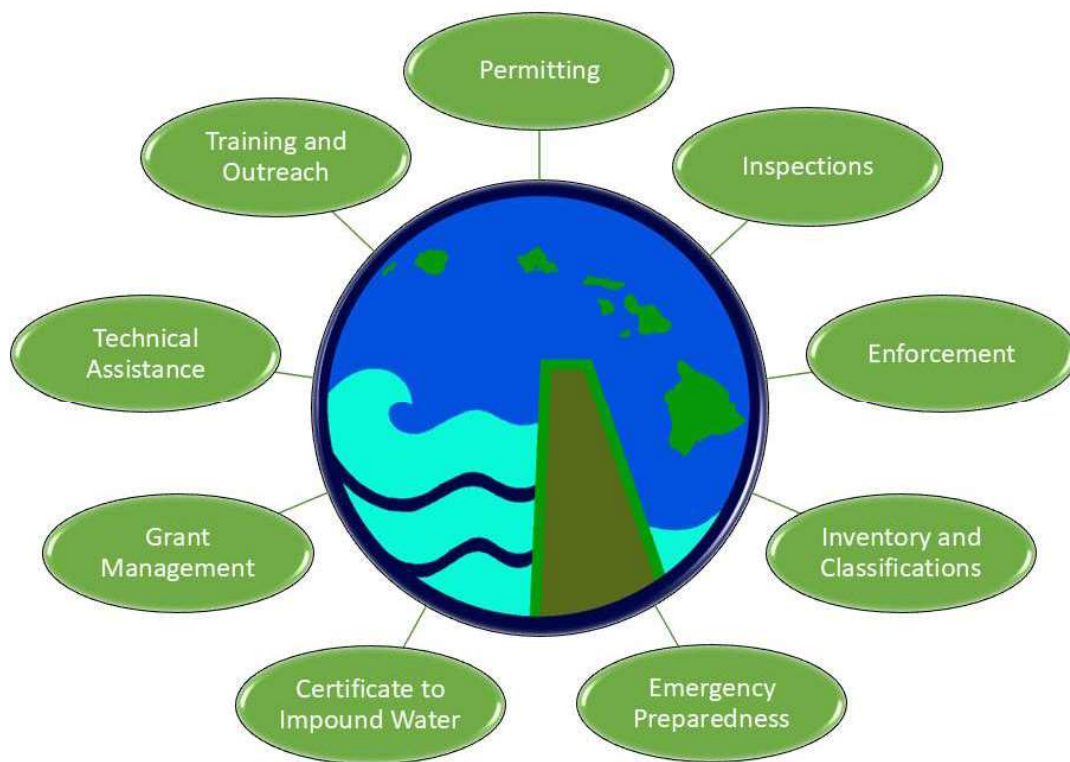 Permitting
Training and
Outreach
Inspections
Technical
Assistance
Enforcement
Grant
Management
Inventory and
Classifications
Certificate to
Impound Water
Emergency
Preparedness